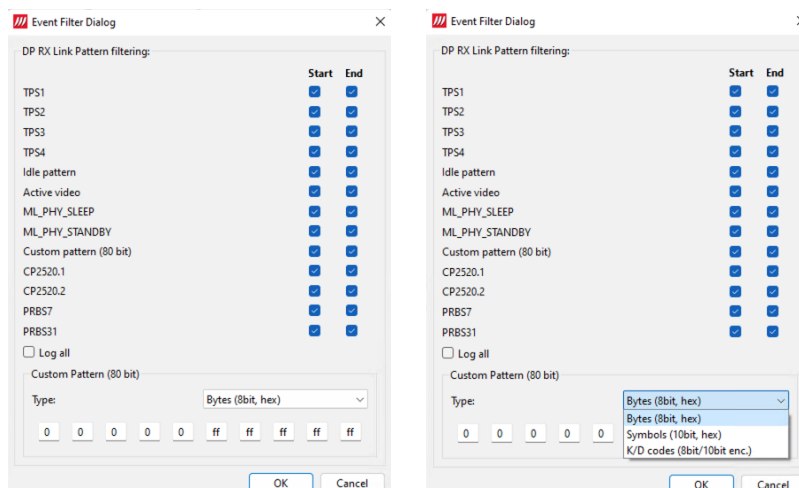 Event Filter Dialog
DP RX Link Pattern filtering:
Start End
TPS1
TPS2
TPS3
TPS4
Idle pattern
Active video
ML_PHY_SLEEP
ML_PHY_STANDBY
Custom pattern (80 bit)
CP2520.1
CP2520.2
PRBS7
PRBS31
Log all
Custom Pattern (80 bit)
Type: Bytes (8bit, hex)
0 0 0 0 0 ff ff ff ff ff
OK Cancel
Event Filter Dialog
DP RX Link Pattern filtering:
Start End
TPS1
TPS2
TPS3
TPS4
Idle pattern
Active video
ML_PHY_SLEEP
ML_PHY_STANDBY
Custom pattern (80 bit)
CP2520.1
CP2520.2
PRBS7
PRBS31
Log all
Custom Pattern (80 bit)
Type: Bytes (8bit, hex)
Bytes (8bit, hex)
0 0 0 0 0 Symbols (10bit, hex)
K/D codes (8bit/10bit enc.)
OK Cancel